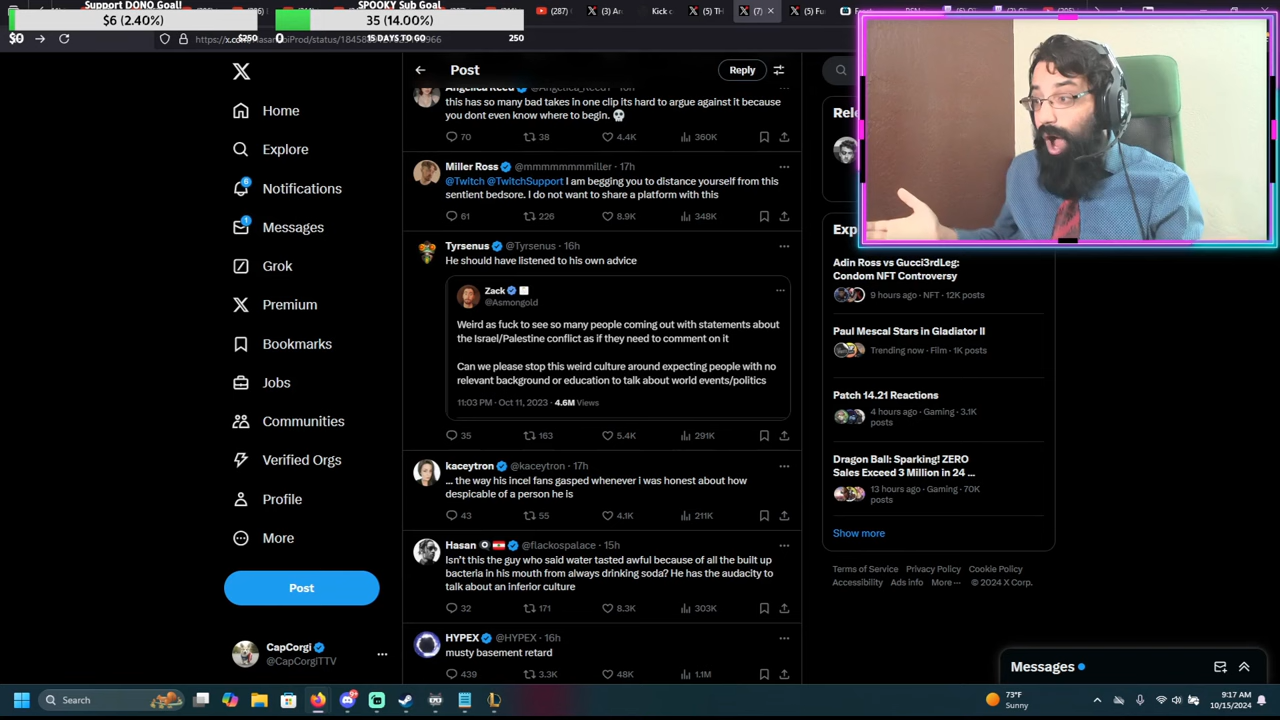 Support DONO Goal!
$6 (2.40%)
$0
$250
SPOOKY Sub Goal
35 (14.00%)
0
15 DAYS TO GO
250
(287)
(3) Ar
Kick c
(5) TH
(7)
(5) Fu
Post
Reply
Home
Explore
Notifications
6
Messages
1
Grok
Premium
Bookmarks
Jobs
Communities
Verified Orgs
Profile
More
Post
CapCorgi
@CapCorgiTTV
this has so many bad takes in one clip its hard to argue against it because
you dont even know where to begin. 💀
70 38 4.4K 360K
Miller Ross @mmmmmmmmiller · 17h
@Twitch @TwitchSupport I am begging you to distance yourself from this
sentient bedsore. I do not want to share a platform with this
61 226 8.9K 348K
Tyrsenus @Tyrsenus · 16h
He should have listened to his own advice
Zack
@Asmongold
Weird as fuck to see so many people coming out with statements about
the Israel/Palestine conflict as if they need to comment on it
Can we please stop this weird culture around expecting people with no
relevant background or education to talk about world events/politics
11:03 PM · Oct 11, 2023 · 4.6M Views
35 163 5.4K 291K
kaceytron @kaceytron · 17h
... the way his incel fans gasped whenever i was honest about how
despicable of a person he is
43 55 4.1K 211K
Hasan @flackospalace · 15h
Isn't this the guy who said water tasted awful because of all the built up
bacteria in his mouth from always drinking soda? He has the audacity to
talk about an inferior culture
32 171 8.3K 303K
HYPEX @HYPEX · 16h
musty basement retard
439 3.3K 48K 1.1M
Rele
Exp
Adin Ross vs Gucci3rdLeg:
Condom NFT Controversy
9 hours ago · NFT · 12K posts
Paul Mescal Stars in Gladiator II
Trending now · Film · 1K posts
Patch 14.21 Reactions
4 hours ago · Gaming · 3.1K
posts
Dragon Ball: Sparking! ZERO
Sales Exceed 3 Million in 24 ...
13 hours ago · Gaming · 70K
posts
Show more
Terms of Service Privacy Policy Cookie Policy
Accessibility Ads info More ··· © 2024 X Corp.
Messages
Search
73°F
Sunny
9:17 AM
10/15/2024